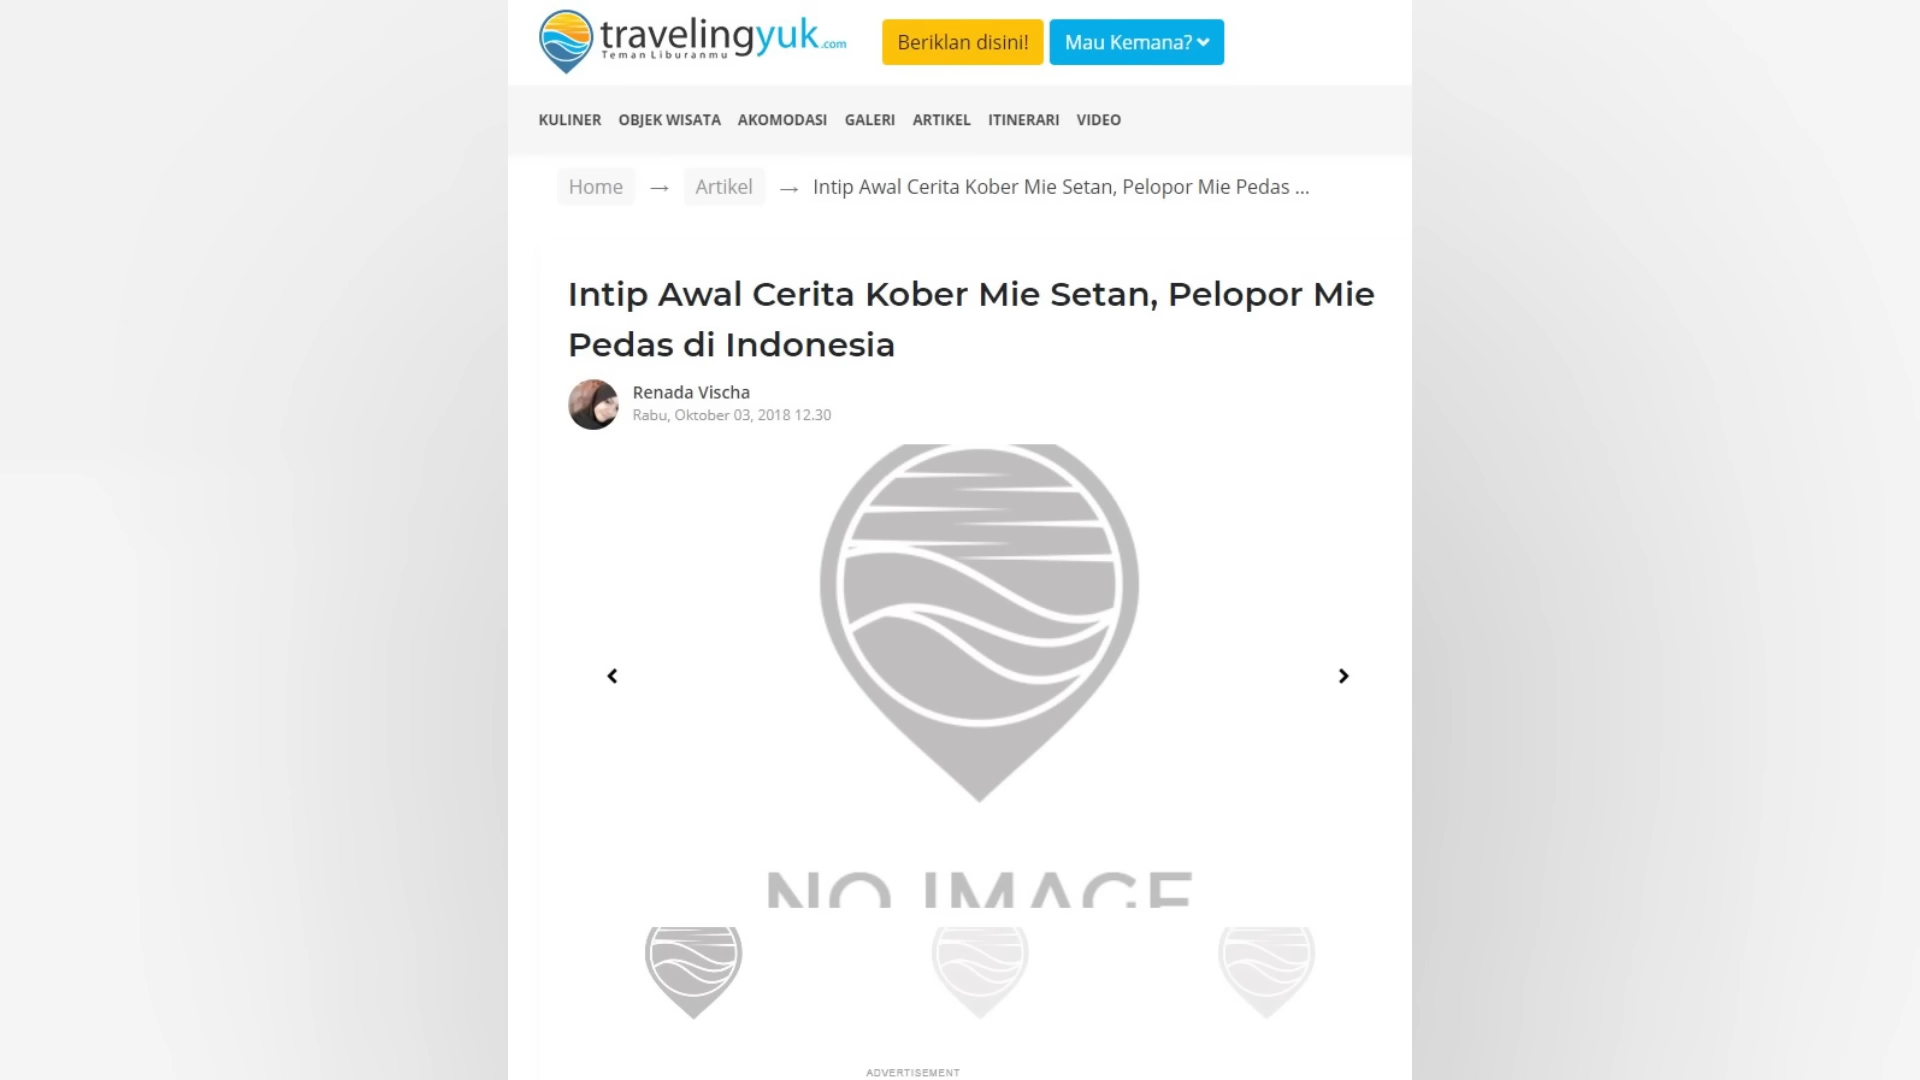 travelingyuk.com
Teman Liburanmu
Beriklan disini!
Mau Kemana?
KULINER OBJEK WISATA AKOMODASI GALERI ARTIKEL ITINERARI VIDEO
Home → Artikel → Intip Awal Cerita Kober Mie Setan, Pelopor Mie Pedas ...
Intip Awal Cerita Kober Mie Setan, Pelopor Mie
Pedas di Indonesia
Renada Vischa
Rabu, Oktober 03, 2018 12.30
NO IMAGE
ADVERTISEMENT